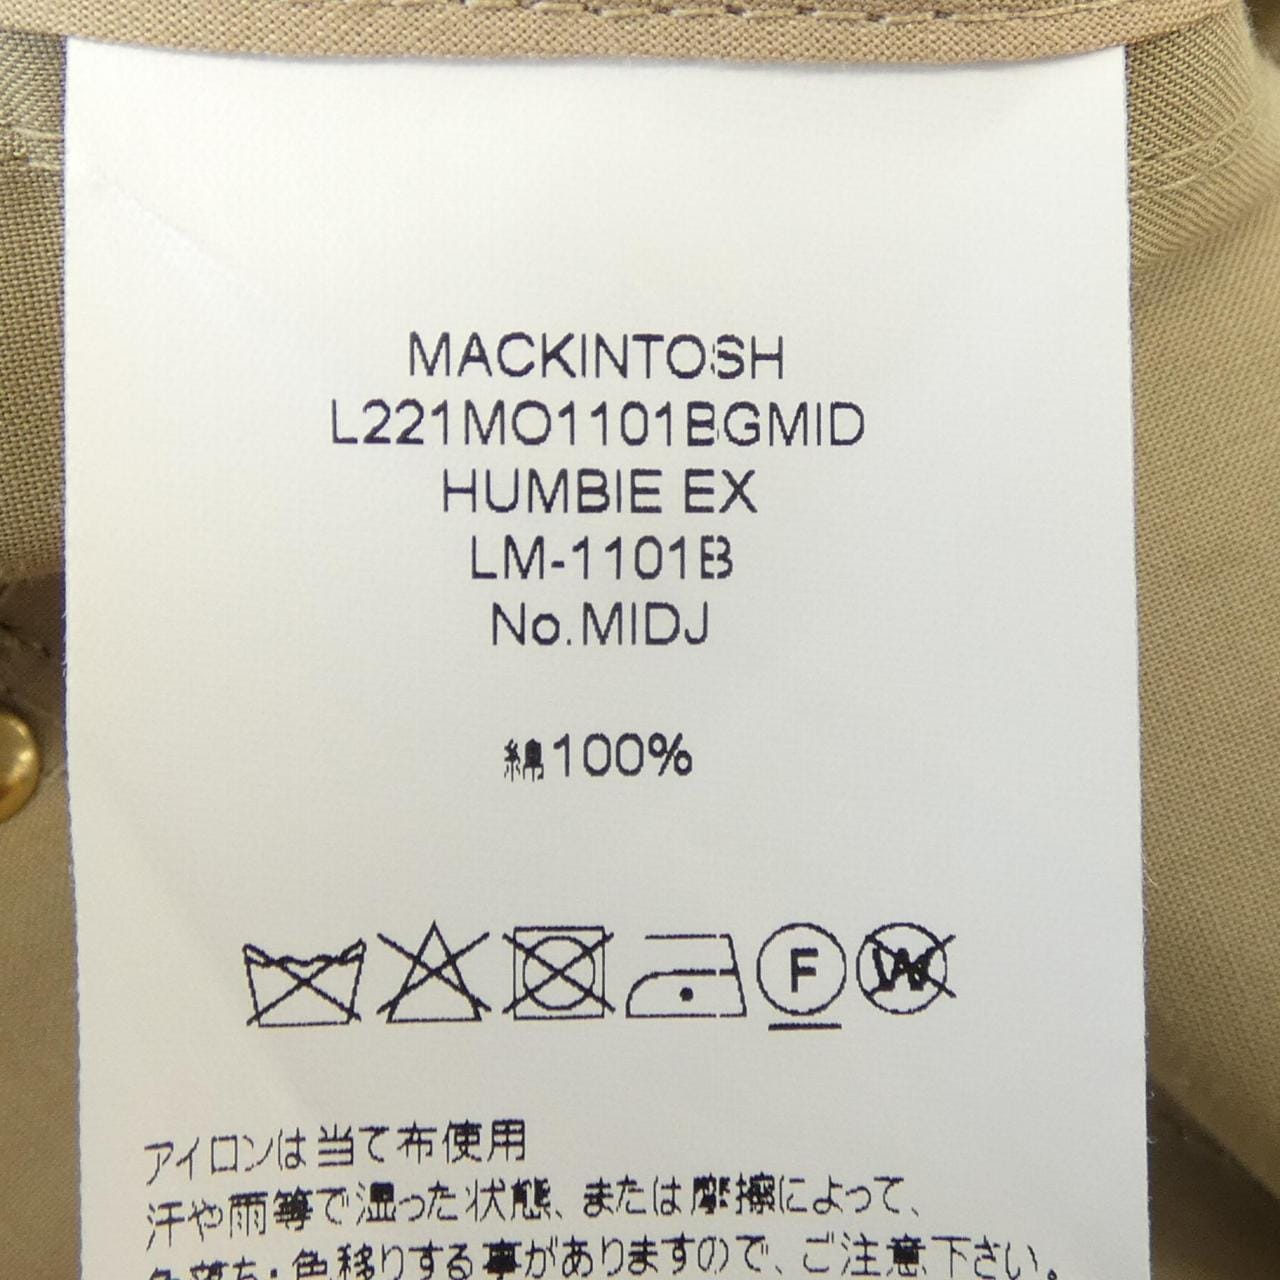 MACKINTOSH
L221MO1101BGMID
HUMBIE EX
LM-1101B
No.MIDJ
綿100%
F W
アイロンは当て布使用
汗や雨等で湿った状態、または摩擦によって、
色落ち・色移りする事がありますので、ご注意下さい。